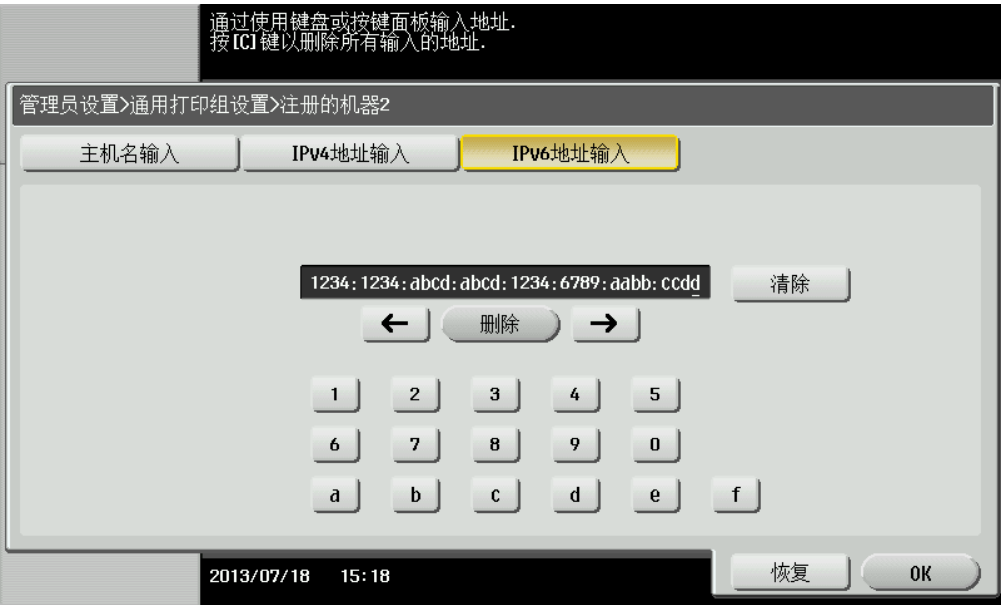 通过使用键盘或按键面板输入地址.
按[C]键以删除所有输入的地址.
管理员设置>通用打印组设置>注册的机器2
主机名输入 IPv4地址输入 IPv6地址输入
1234:1234:abcd:abcd:1234:6789:aabb:ccdd 清除
← 删除 →
1 2 3 4 5
6 7 8 9 0
a b c d e f
恢复 OK
2013/07/18 15:18